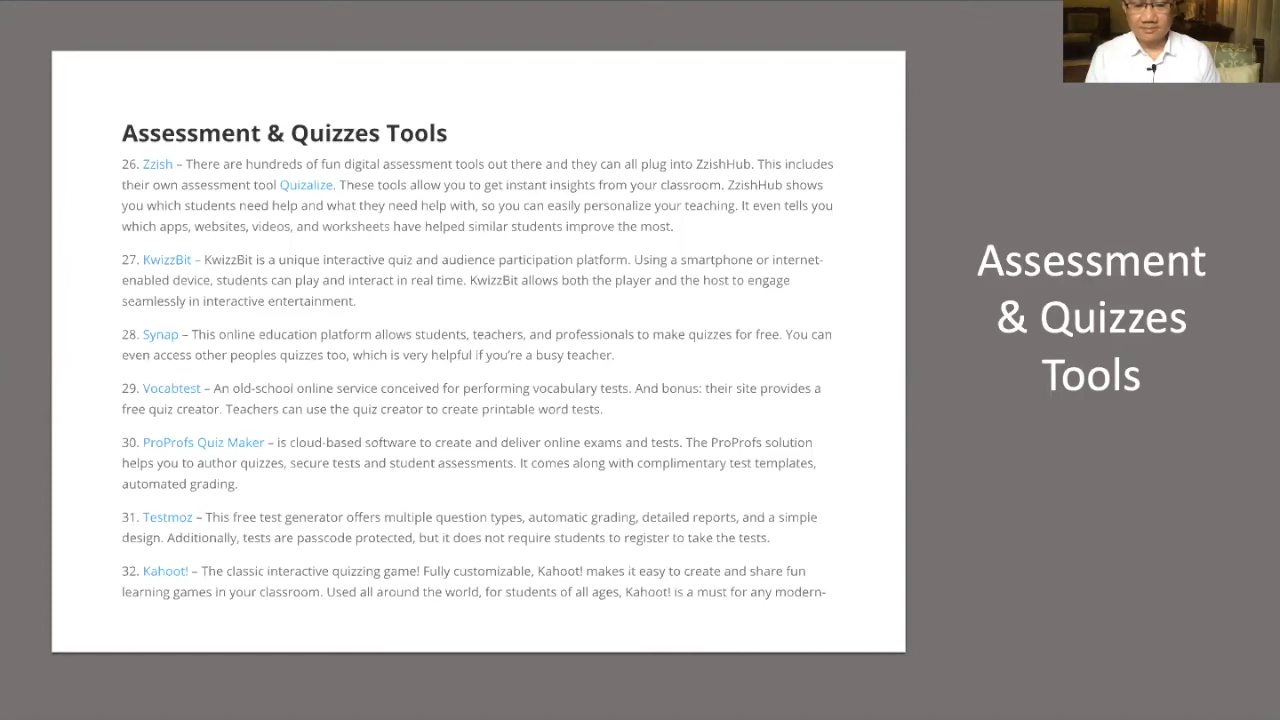 Assessment & Quizzes Tools
26. Zzish – There are hundreds of fun digital assessment tools out there and they can all plug into ZzishHub. This includes
their own assessment tool Quizalize. These tools allow you to get instant insights from your classroom. ZzishHub shows
you which students need help and what they need help with, so you can easily personalize your teaching. It even tells you
which apps, websites, videos, and worksheets have helped similar students improve the most.
27. KwizzBit – KwizzBit is a unique interactive quiz and audience participation platform. Using a smartphone or internet-
enabled device, students can play and interact in real time. KwizzBit allows both the player and the host to engage
seamlessly in interactive entertainment.
28. Synap – This online education platform allows students, teachers, and professionals to make quizzes for free. You can
even access other peoples quizzes too, which is very helpful if you’re a busy teacher.
29. Vocabtest – An old-school online service conceived for performing vocabulary tests. And bonus: their site provides a
free quiz creator. Teachers can use the quiz creator to create printable word tests.
30. ProProfs Quiz Maker – is cloud-based software to create and deliver online exams and tests. The ProProfs solution
helps you to author quizzes, secure tests and student assessments. It comes along with complimentary test templates,
automated grading.
31. Testmoz – This free test generator offers multiple question types, automatic grading, detailed reports, and a simple
design. Additionally, tests are passcode protected, but it does not require students to register to take the tests.
32. Kahoot! – The classic interactive quizzing game! Fully customizable, Kahoot! makes it easy to create and share fun
learning games in your classroom. Used all around the world, for students of all ages, Kahoot! is a must for any modern-
Assessment
& Quizzes
Tools